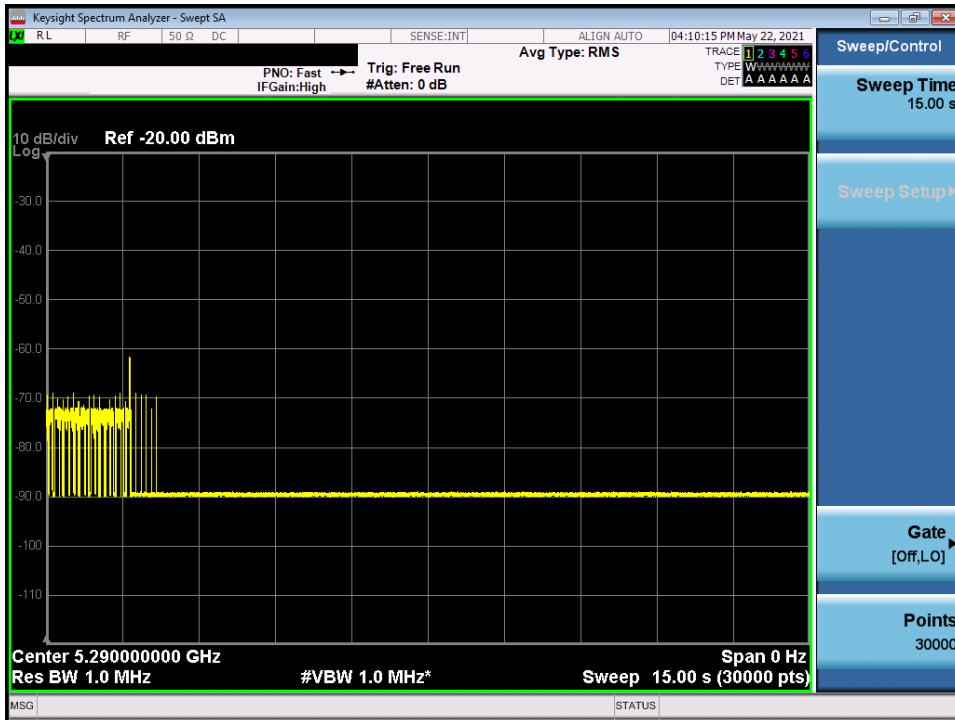 Keysight Spectrum Analyzer - Swept SA
LXI RL RF 50 Ω DC SENSE:INT ALIGN AUTO 04:10:15 PM May 22, 2021
Avg Type: RMS
TRACE 1 2 3 4 5 6
TYPE WWWWWW
DET A A A A A A
PNO: Fast
IFGain:High
Trig: Free Run
#Atten: 0 dB
10 dB/div
Log
Ref -20.00 dBm
-30.0
-40.0
-50.0
-60.0
-70.0
-80.0
-90.0
-100
-110
Center 5.290000000 GHz
Span 0 Hz
Res BW 1.0 MHz
#VBW 1.0 MHz*
Sweep 15.00 s (30000 pts)
MSG
STATUS
Sweep/Control
Sweep Time
15.00 s
Sweep Setup
Gate
[Off,LO]
Points
30000